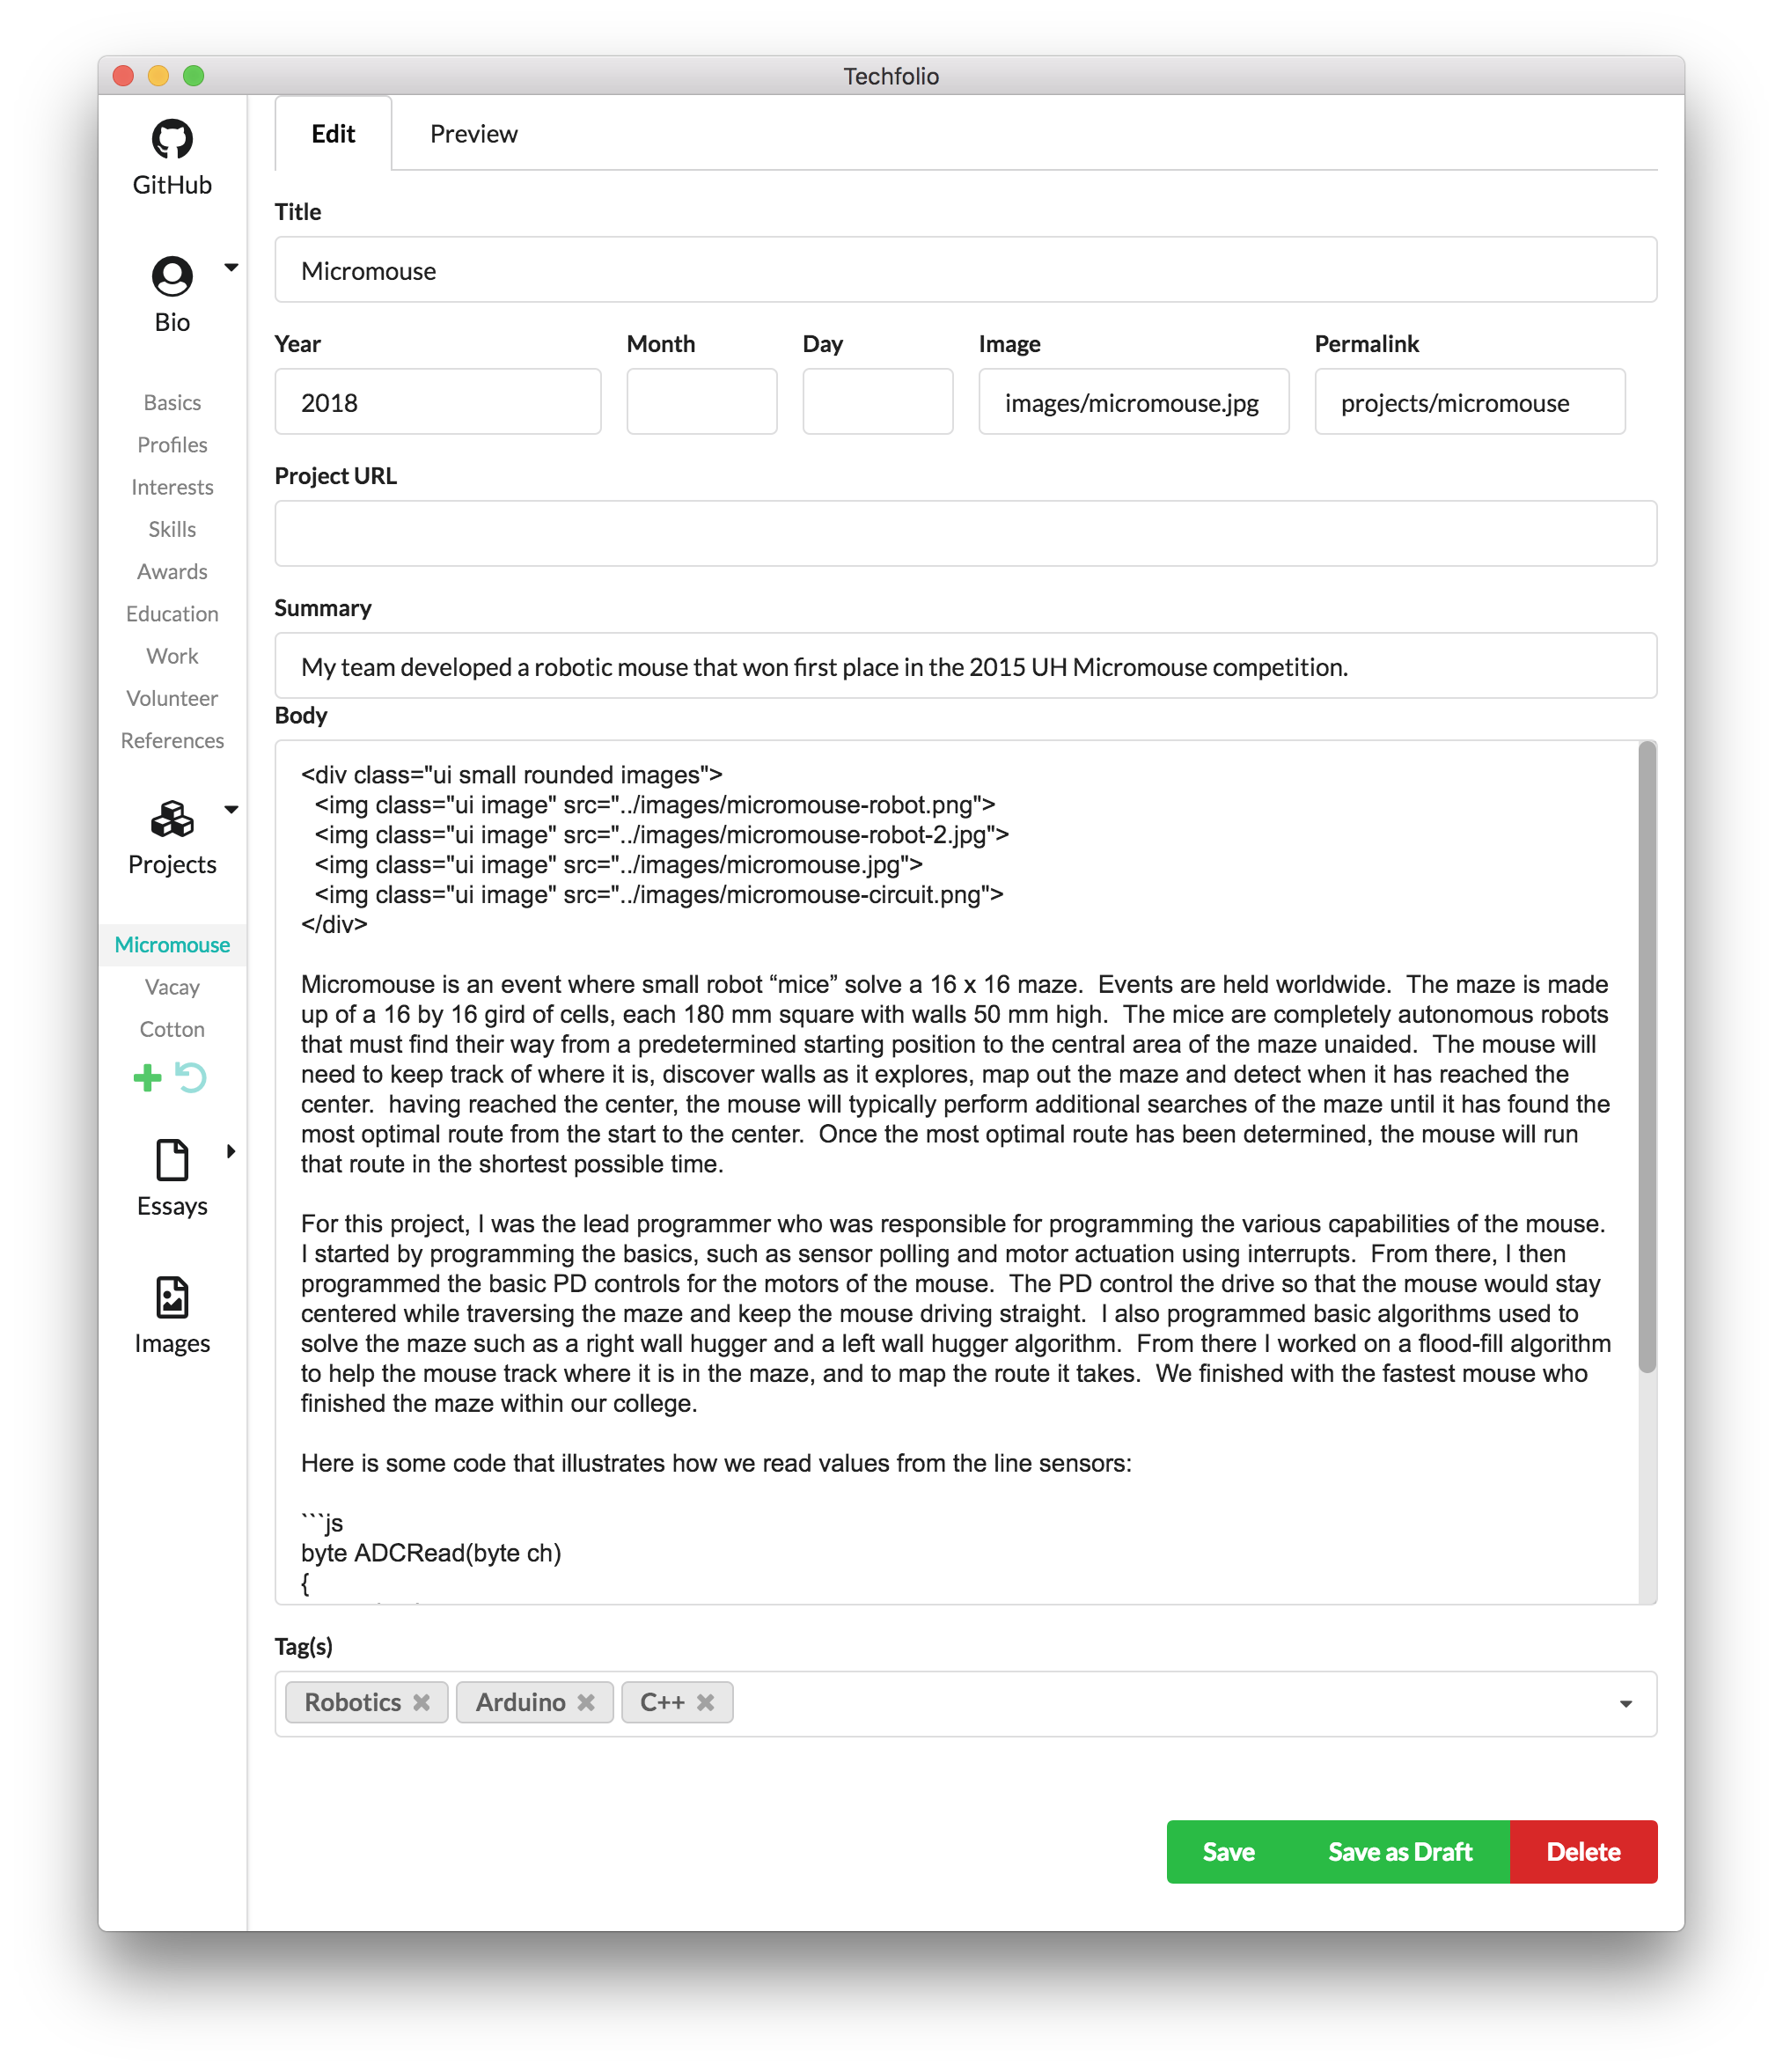 Techfolio
GitHub
Bio
Basics
Profiles
Interests
Skills
Awards
Education
Work
Volunteer
References
Projects
Micromouse
Vacay
Cotton
Essays
Images
Edit Preview
Title
Micromouse
Year Month Day Image Permalink
2018 images/micromouse.jpg projects/micromouse
Project URL
Summary
My team developed a robotic mouse that won first place in the 2015 UH Micromouse competition.
Body
<div class="ui small rounded images">
  <img class="ui image" src="../images/micromouse-robot.png">
  <img class="ui image" src="../images/micromouse-robot-2.jpg">
  <img class="ui image" src="../images/micromouse.jpg">
  <img class="ui image" src="../images/micromouse-circuit.png">
</div>
Micromouse is an event where small robot “mice” solve a 16 x 16 maze.  Events are held worldwide.  The maze is made
up of a 16 by 16 gird of cells, each 180 mm square with walls 50 mm high.  The mice are completely autonomous robots
that must find their way from a predetermined starting position to the central area of the maze unaided.  The mouse will
need to keep track of where it is, discover walls as it explores, map out the maze and detect when it has reached the
center.  having reached the center, the mouse will typically perform additional searches of the maze until it has found the
most optimal route from the start to the center.  Once the most optimal route has been determined, the mouse will run
that route in the shortest possible time.
For this project, I was the lead programmer who was responsible for programming the various capabilities of the mouse.
I started by programming the basics, such as sensor polling and motor actuation using interrupts.  From there, I then
programmed the basic PD controls for the motors of the mouse.  The PD control the drive so that the mouse would stay
centered while traversing the maze and keep the mouse driving straight.  I also programmed basic algorithms used to
solve the maze such as a right wall hugger and a left wall hugger algorithm.  From there I worked on a flood-fill algorithm
to help the mouse track where it is in the maze, and to map the route it takes.  We finished with the fastest mouse who
finished the maze within our college.
Here is some code that illustrates how we read values from the line sensors:
```js
byte ADCRead(byte ch)
{
Tag(s)
Robotics Arduino C++
Save Save as Draft Delete